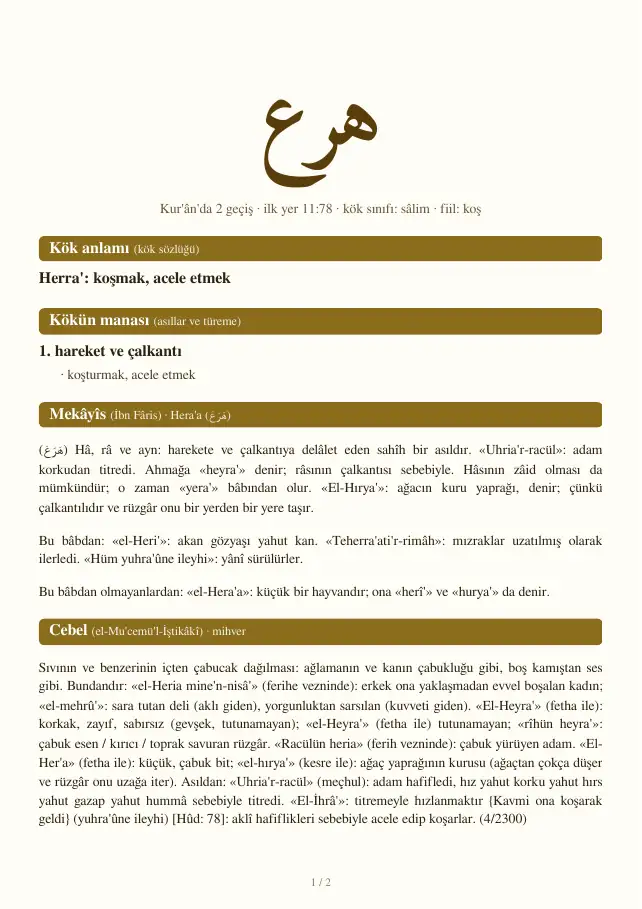 هرع
Kur'ân'da 2 geçiş · ilk yer 11:78 · kök sınıfı: sâlim · fiil: koş
Kök anlamı (kök sözlüğü)
Herra': koşmak, acele etmek
Kökün manası (asıllar ve türeme)
1. hareket ve çalkantı
· koşturmak, acele etmek
Mekâyîs (İbn Fâris) · Hera'a (هَرَعَ)
(هَرَعَ) Hâ, râ ve ayn: harekete ve çalkantıya delâlet eden sahîh bir asıldır. «Uhria'r-racül»: adam
korkudan titredi. Ahmağa «heyra'» denir; râsının çalkantısı sebebiyle. Hâsının zâid olması da
mümkündür; o zaman «yera'» bâbından olur. «El-Hırya'»: ağacın kuru yaprağı, denir; çünkü
çalkantılıdır ve rüzgâr onu bir yerden bir yere taşır.
Bu bâbdan: «el-Heri'»: akan gözyaşı yahut kan. «Teherra'ati'r-rimâh»: mızraklar uzatılmış olarak
ilerledi. «Hüm yuhra'ûne ileyhi»: yânî sürülürler.
Bu bâbdan olmayanlardan: «el-Hera'a»: küçük bir hayvandır; ona «herî'» ve «hurya'» da denir.
Cebel (el-Mu'cemü'l-İştikâkî) · mihver
Sıvının ve benzerinin içten çabucak dağılması: ağlamanın ve kanın çabukluğu gibi, boş kamıştan ses
gibi. Bundandır: «el-Heria mine'n-nisâ'» (ferihe vezninde): erkek ona yaklaşmadan evvel boşalan kadın;
«el-mehrû'»: sara tutan deli (aklı giden), yorgunluktan sarsılan (kuvveti giden). «El-Heyra'» (fetha ile):
korkak, zayıf, sabırsız (gevşek, tutunamayan); «el-Heyra'» (fetha ile) tutunamayan; «rîhün heyra'»:
çabuk esen / kırıcı / toprak savuran rüzgâr. «Racülün heria» (ferih vezninde): çabuk yürüyen adam. «El-
Her'a» (fetha ile): küçük, çabuk bit; «el-hırya'» (kesre ile): ağaç yaprağının kurusu (ağaçtan çokça düşer
ve rüzgâr onu uzağa iter). Asıldan: «Uhria'r-racül» (meçhul): adam hafifledi, hız yahut korku yahut hırs
yahut gazap yahut hummâ sebebiyle titredi. «El-İhrâ'»: titremeyle hızlanmaktır {Kavmi ona koşarak
geldi} (yuhra'ûne ileyhi) [Hûd: 78]: aklî hafiflikleri sebebiyle acele edip koşarlar. (4/2300)
1 / 2